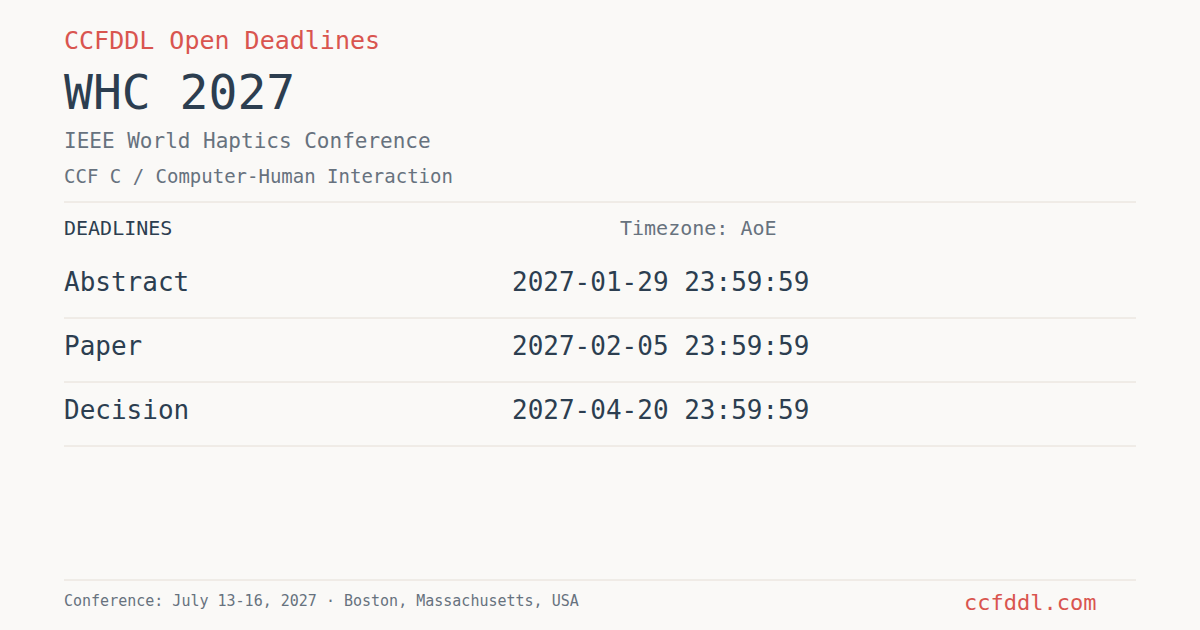 CCFDDL Open Deadlines
WHC 2027
IEEE World Haptics Conference
CCF C / Computer-Human Interaction
DEADLINES Timezone: AoE
Abstract 2027-01-29 23:59:59
Paper 2027-02-05 23:59:59
Decision 2027-04-20 23:59:59
Conference: July 13-16, 2027 · Boston, Massachusetts, USA ccfddl.com